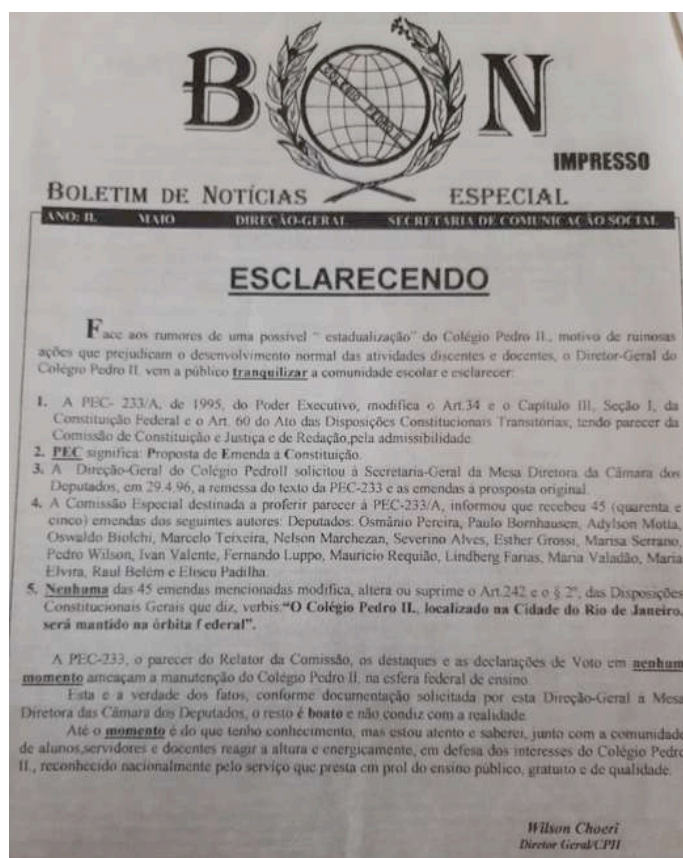 B N
COLÉGIO PEDRO II
IMPRESSO
BOLETIM DE NOTÍCIAS ESPECIAL
ANO: II. MAIO DIREÇÃO-GERAL SECRETARIA DE COMUNICAÇÃO SOCIAL
ESCLARECENDO
Face aos rumores de uma possível " estadualização" do Colégio Pedro II., motivo de ruinosas
ações que prejudicam o desenvolvimento normal das atividades discentes e docentes, o Diretor-Geral do
Colégio Pedro II. vem a público tranquilizar a comunidade escolar e esclarecer:
1. A PEC- 233/A, de 1995, do Poder Executivo, modifica o Art.34 e o Capítulo III, Seção I, da
Constituição Federal e o Art. 60 do Ato das Disposições Constitucionais Transitórias, tendo parecer da
Comissão de Constituição e Justiça e de Redação,pela admissibilidade.
2. PEC significa: Proposta de Emenda à Constituição.
3. A Direção-Geral do Colégio PedroII solicitou à Secretaria-Geral da Mesa Diretora da Câmara dos
Deputados, em 29.4.96, a remessa do texto da PEC-233 e as emendas à prosposta original.
4. A Comissão Especial destinada a proferir parecer à PEC-233/A, informou que recebeu 45 (quarenta e
cinco) emendas dos seguintes autores: Deputados: Osmânio Pereira, Paulo Bornhausen, Adylson Motta,
Oswaldo Biolchi, Marcelo Teixeira, Nelson Marchezan, Severino Alves, Esther Grossi, Marisa Serrano,
Pedro Wilson, Ivan Valente, Fernando Luppo, Maurício Requião, Lindberg Farias, Maria Valadão, Maria
Elvira, Raul Belém e Eliseu Padilha.
5. Nenhuma das 45 emendas mencionadas modifica, altera ou suprime o Art.242 e o § 2º, das Disposições
Constitucionais Gerais que diz, verbis:"O Colégio Pedro II., localizado na Cidade do Rio de Janeiro,
será mantido na órbita federal".
A PEC-233, o parecer do Relator da Comissão, os destaques e as declarações de Voto em nenhum
momento ameaçam a manutenção do Colégio Pedro II. na esfera federal de ensino.
Esta é a verdade dos fatos, conforme documentação solicitada por esta Direção-Geral à Mesa
Diretora das Câmara dos Deputados, o resto é boato e não condiz com a realidade.
Até o momento é do que tenho conhecimento, mas estou atento e saberei, junto com a comunidade
de alunos,servidores e docentes reagir a altura e energicamente, em defesa dos interesses do Colégio Pedro
II., reconhecido nacionalmente pelo serviço que presta em prol do ensino público, gratuito e de qualidade.
Wilson Choeri
Diretor Geral/CPII